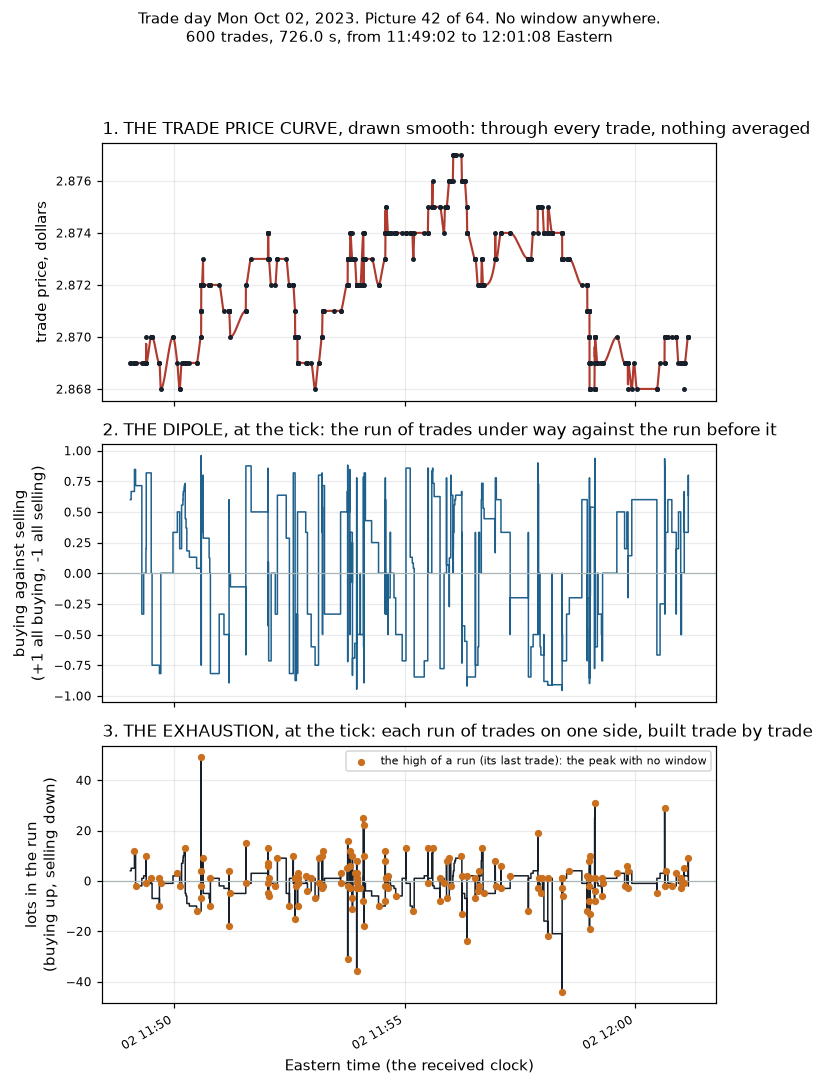 Trade day Mon Oct 02, 2023. Picture 42 of 64. No window anywhere.
600 trades, 726.0 s, from 11:49:02 to 12:01:08 Eastern
1. THE TRADE PRICE CURVE, drawn smooth: through every trade, nothing averaged
trade price, dollars
2.876
2.874
2.872
2.870
2.868
2. THE DIPOLE, at the tick: the run of trades under way against the run before it
buying against selling
(+1 all buying, -1 all selling)
1.00
0.75
0.50
0.25
0.00
−0.25
−0.50
−0.75
−1.00
3. THE EXHAUSTION, at the tick: each run of trades on one side, built trade by trade
the high of a run (its last trade): the peak with no window
lots in the run
(buying up, selling down)
40
20
0
−20
−40
02 11:50
02 11:55
02 12:00
Eastern time (the received clock)